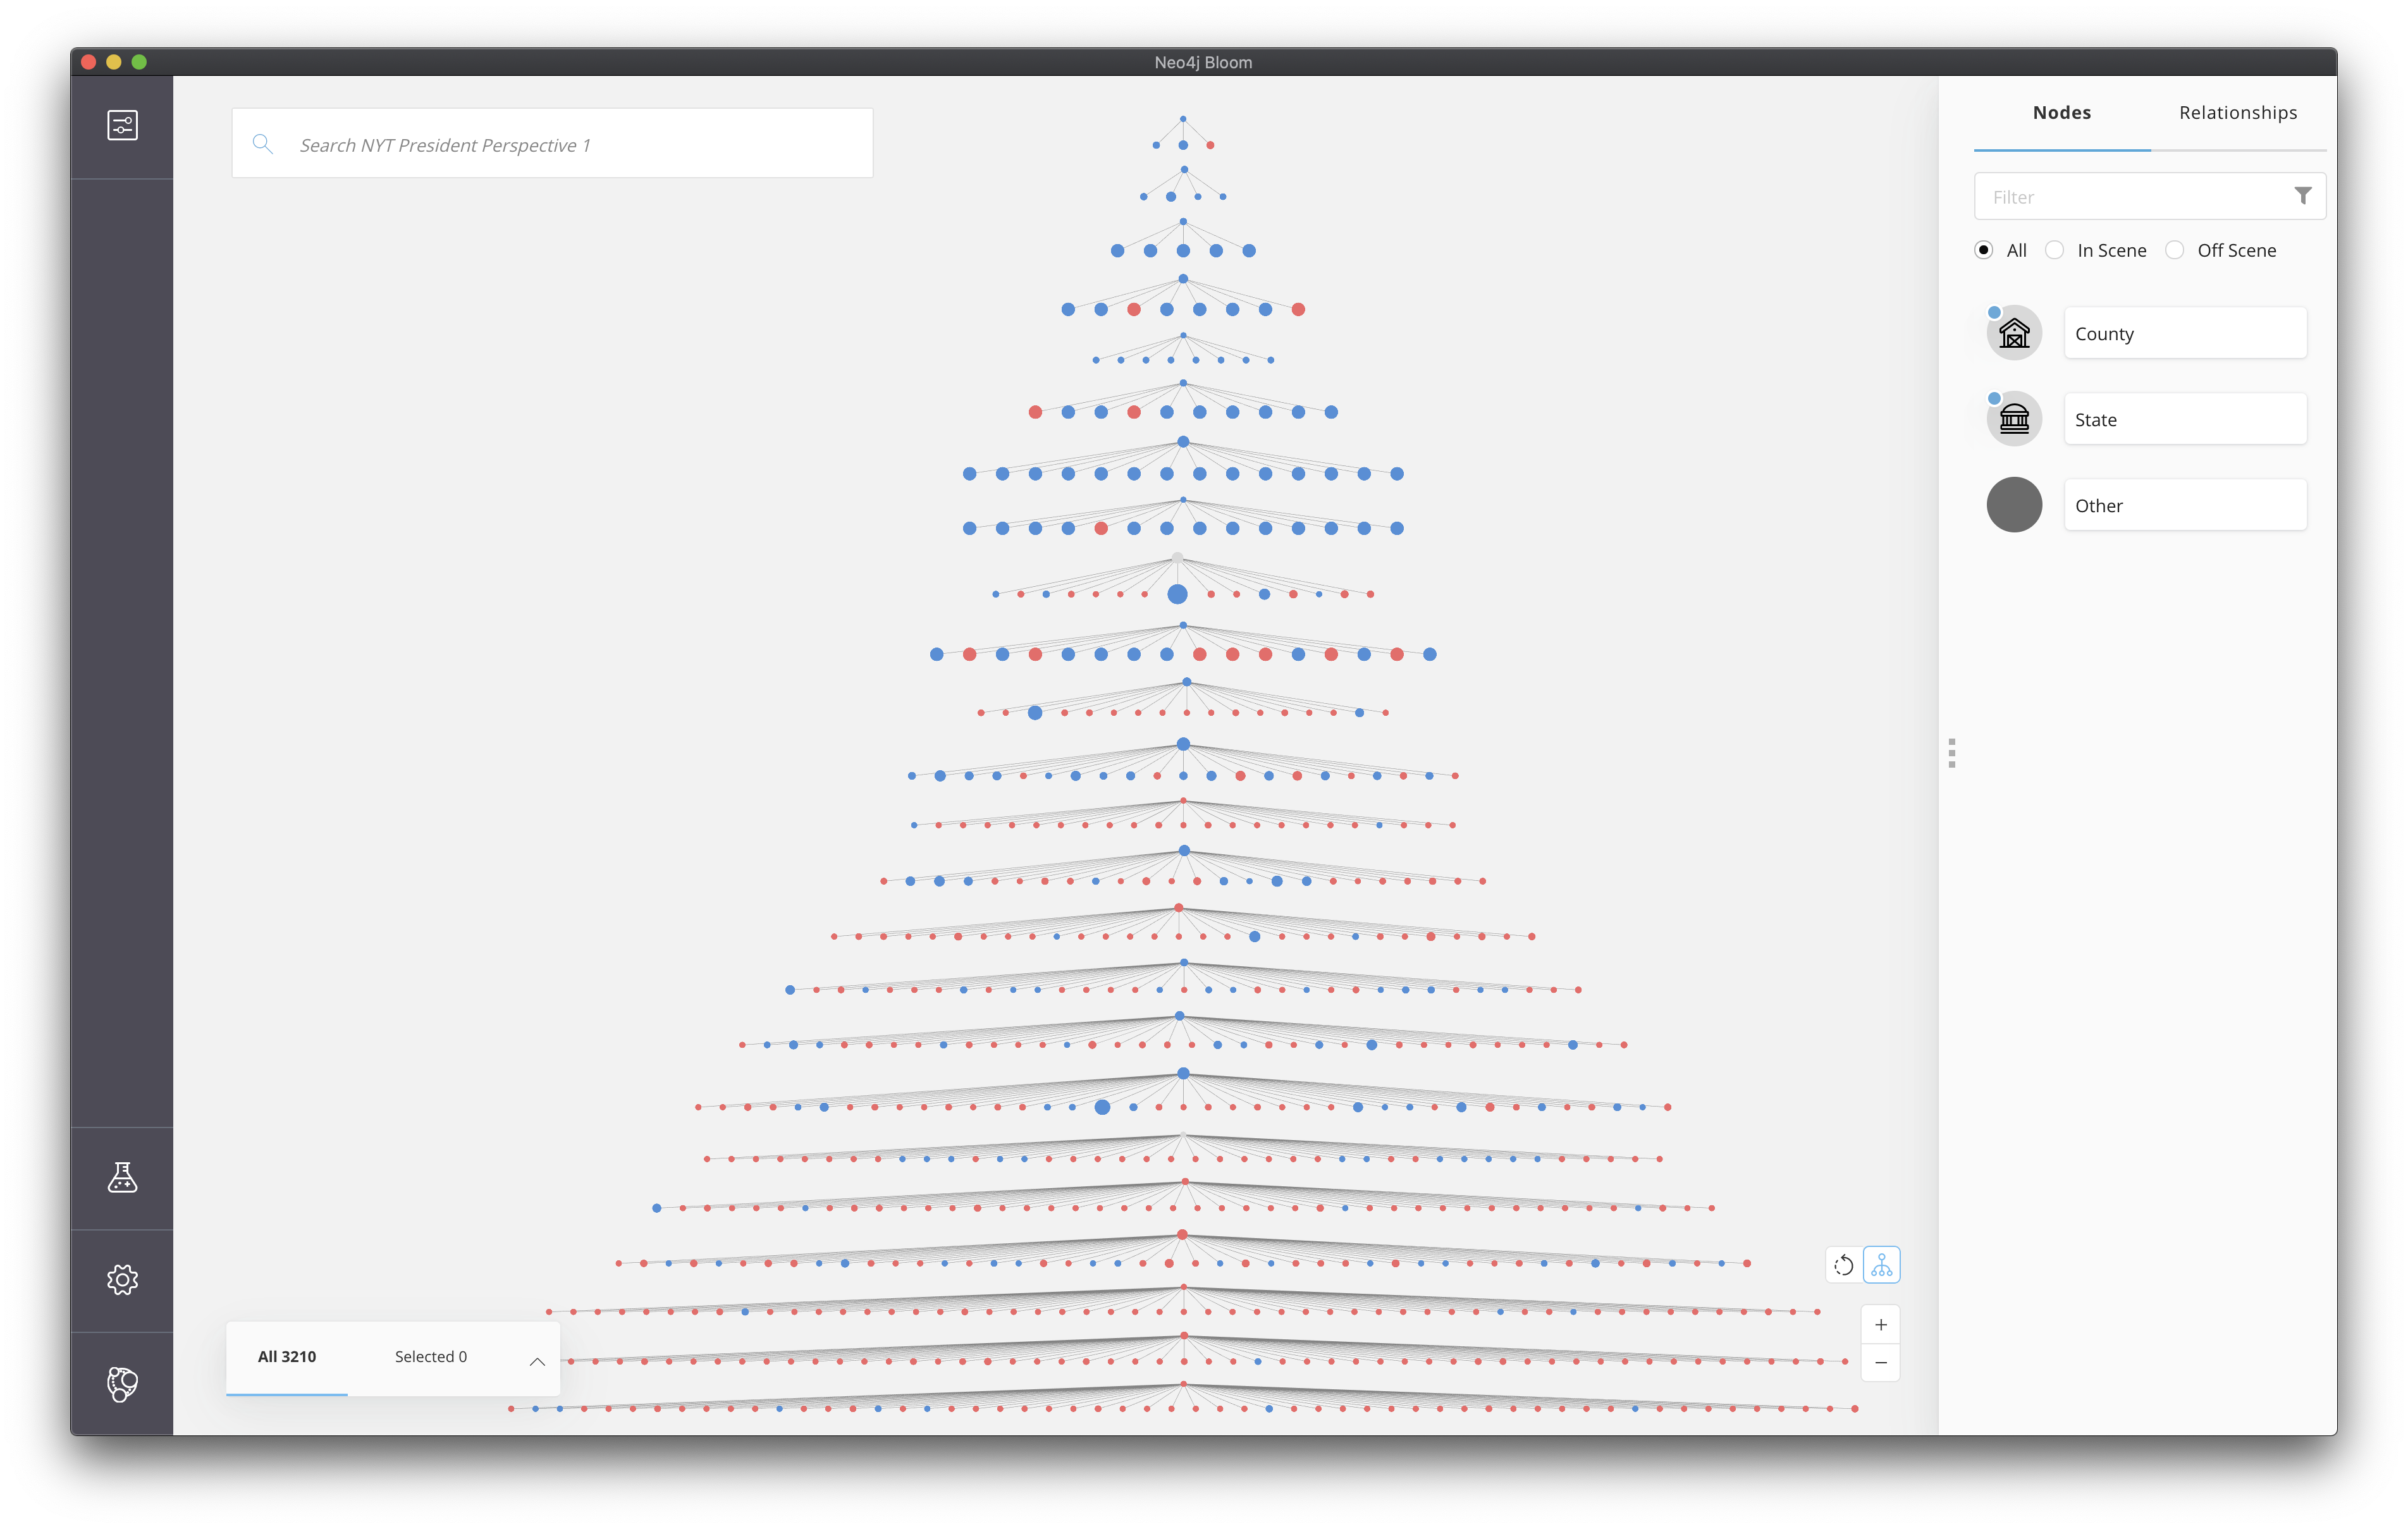 Neo4j Bloom
Search NYT President Perspective 1
Nodes
Relationships
Filter
All
In Scene
Off Scene
County
State
Other
All 3210
Selected 0